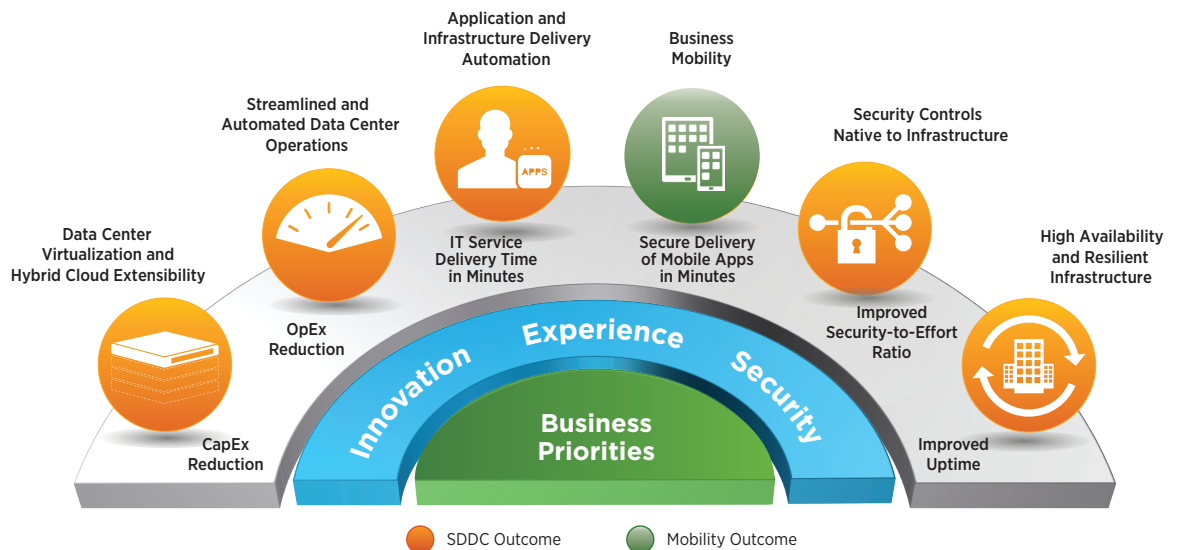 Application and
Infrastructure Delivery
Automation
Business
Mobility
Streamlined and
Automated Data Center
Operations
Security Controls
Native to Infrastructure
APPS
Data Center
Virtualization and
Hybrid Cloud Extensibility
IT Service
Delivery Time
in Minutes
Secure Delivery
of Mobile Apps
in Minutes
High Availability
and Resilient
Infrastructure
OpEx
Reduction
Improved
Security-to-Effort
Ratio
Innovation
Experience
Security
CapEx
Reduction
Business
Priorities
Improved
Uptime
SDDC Outcome
Mobility Outcome